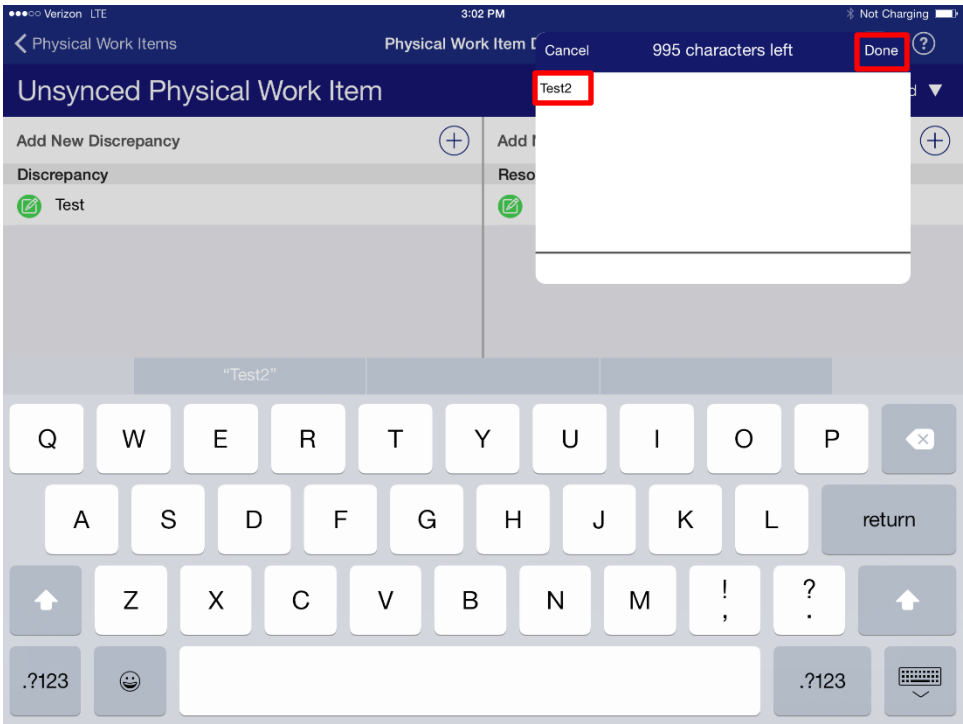 Verizon LTE 3:02 PM Not Charging
Physical Work Items Physical Work Item Cancel 995 characters left Done ?
Unsynced Physical Work Item Test2
Add New Discrepancy Add
Discrepancy
Test
"Test2"
Q W E R T Y U I O P
A S D F G H J K L return
Z X C V B N M ! , ? .
.?123 .?123